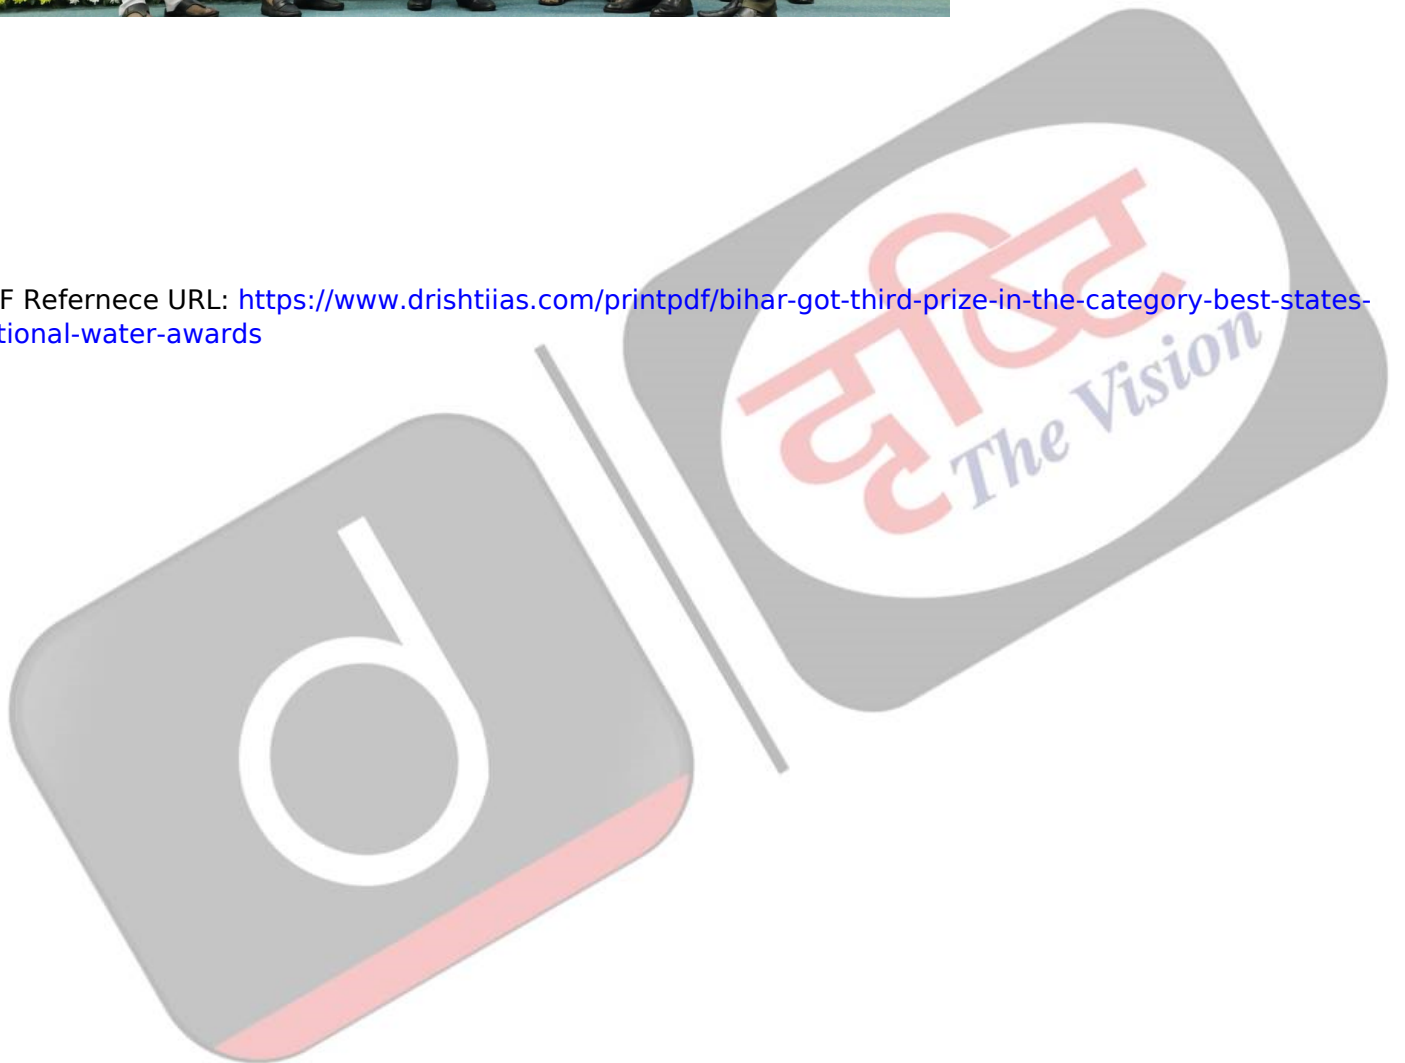 F Refernece URL: https://www.drishtiias.com/printpdf/bihar-got-third-prize-in-the-category-best-states-
tional-water-awards
दृष्टि
The Vision
d